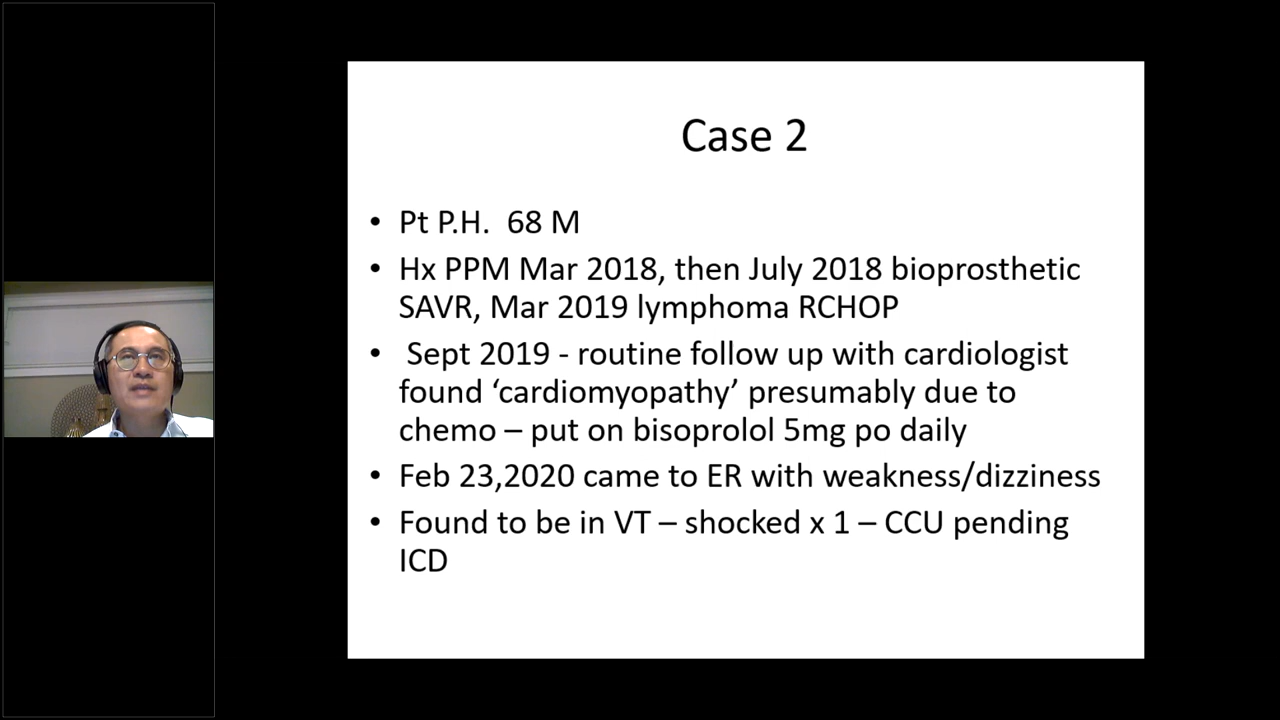 Case 2
• Pt P.H.  68 M
• Hx PPM Mar 2018, then July 2018 bioprosthetic
SAVR, Mar 2019 lymphoma RCHOP
•  Sept 2019 - routine follow up with cardiologist
found ‘cardiomyopathy’ presumably due to
chemo – put on bisoprolol 5mg po daily
• Feb 23,2020 came to ER with weakness/dizziness
• Found to be in VT – shocked x 1 – CCU pending
ICD